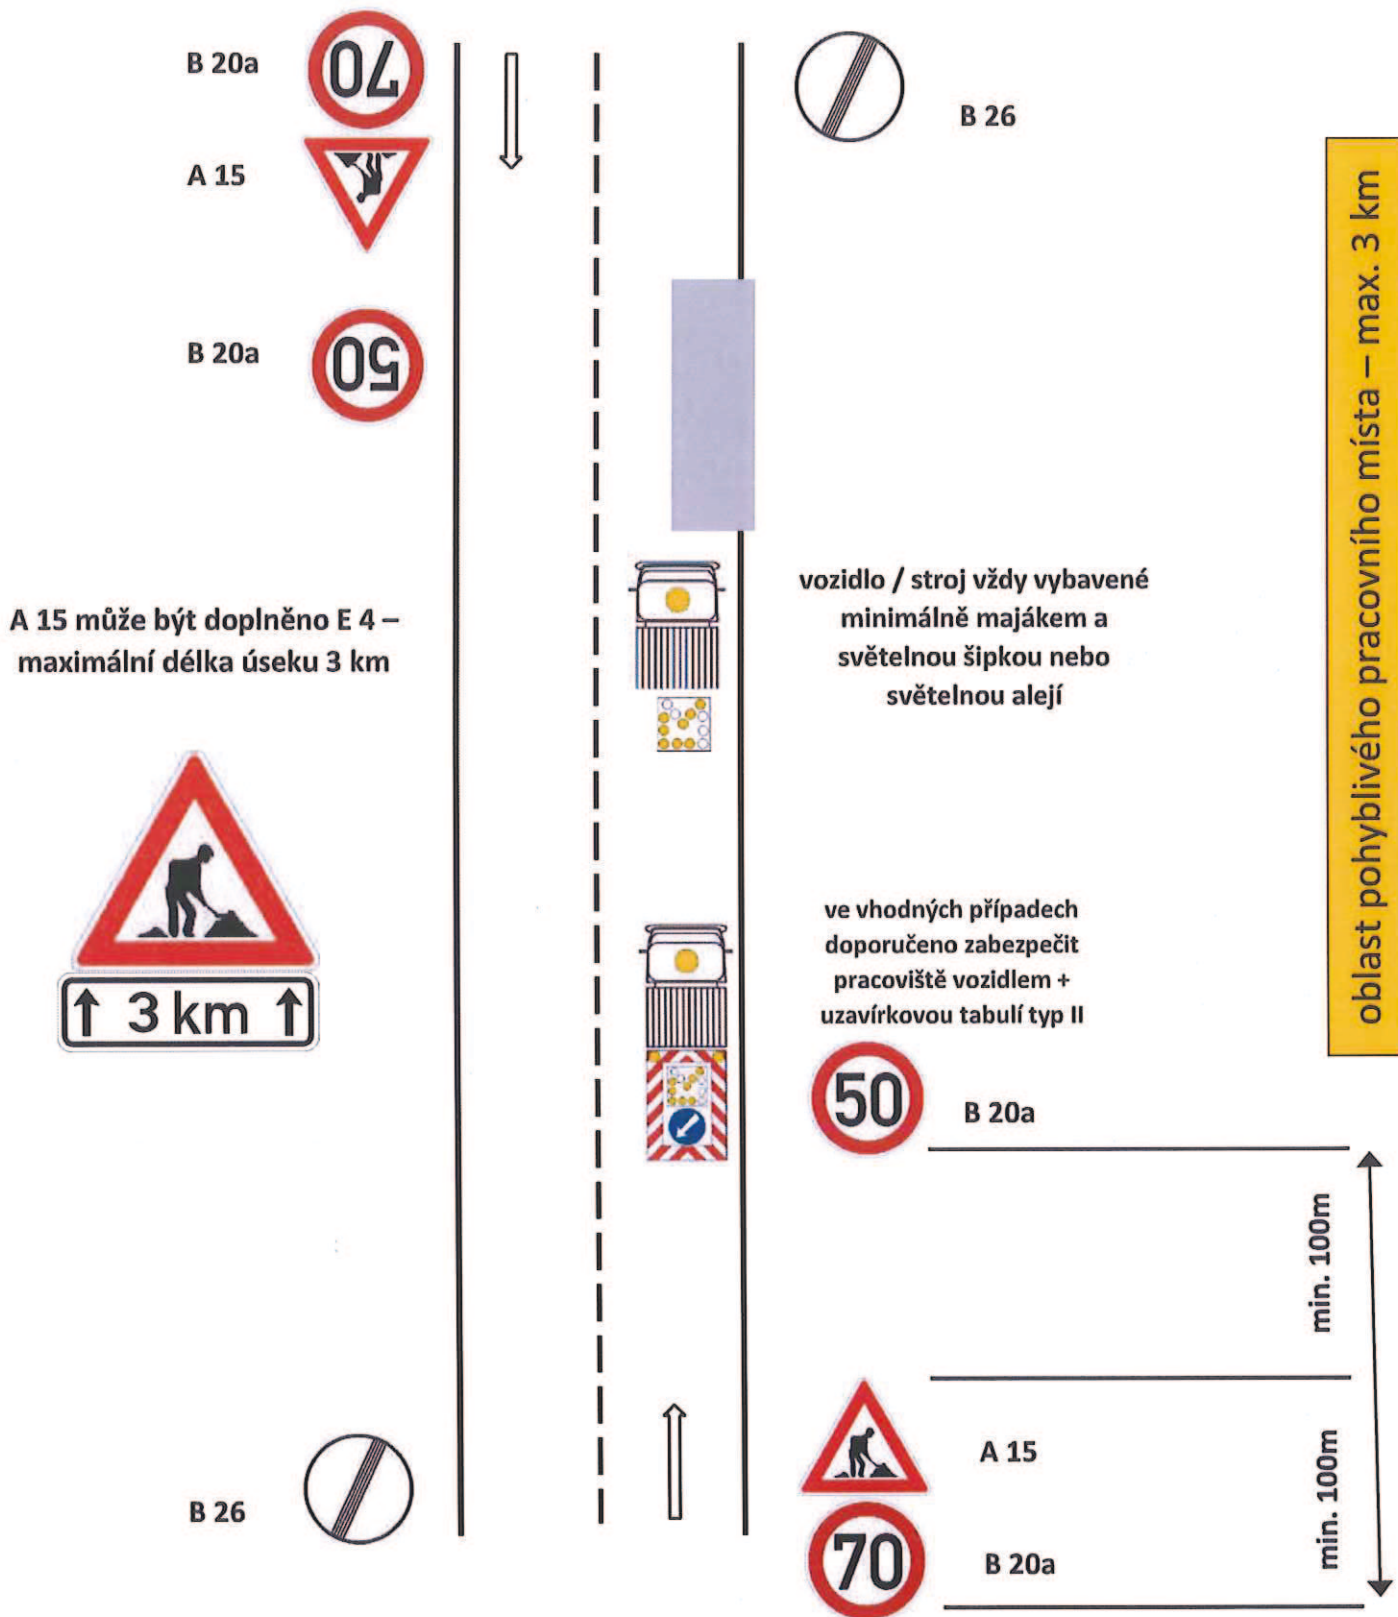 B 20a
70
B 26
A 15
B 20a
50
A 15 může být doplněno E 4 –
maximální délka úseku 3 km
vozidlo / stroj vždy vybavené
minimálně majákem a
světelnou šipkou nebo
světelnou alejí
oblast pohyblivého pracovního místa – max. 3 km
3 km
ve vhodných případech
doporučeno zabezpečit
pracoviště vozidlem +
uzavírkovou tabulí typ II
50
B 20a
min. 100m
A 15
min. 100m
B 26
70
B 20a